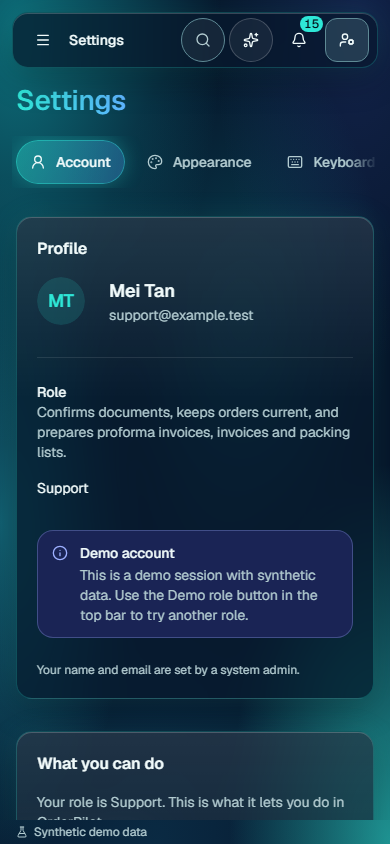 Settings
15
Settings
Account
Appearance
Keyboard
Profile
MT
Mei Tan
support@example.test
Role
Confirms documents, keeps orders current, and
prepares proforma invoices, invoices and packing
lists.
Support
Demo account
This is a demo session with synthetic
data. Use the Demo role button in the
top bar to try another role.
Your name and email are set by a system admin.
What you can do
Your role is Support. This is what it lets you do in
OrderPilot.
Synthetic demo data